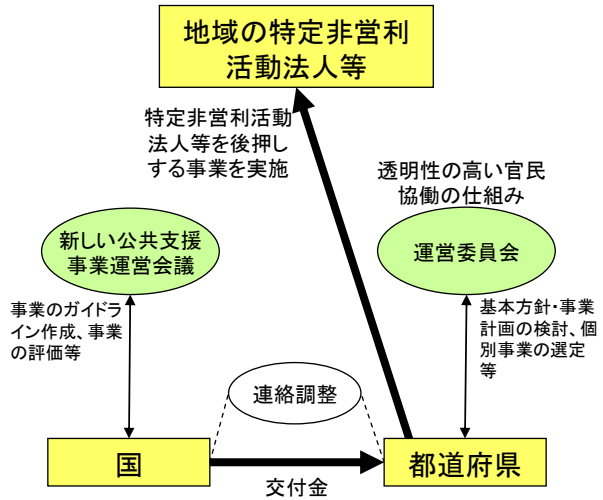 地域の特定非営利
活動法人等
特定非営利活動
法人等を後押し
する事業を実施
透明性の高い官民
協働の仕組み
新しい公共支援
事業運営会議
運営委員会
事業のガイドラ
イン作成、事業
の評価等
基本方針・事業
計画の検討、個
別事業の選定
等
連絡調整
国
都道府県
交付金